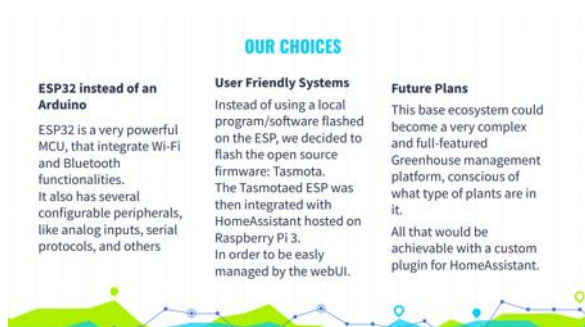 OUR CHOICES
ESP32 instead of an
Arduino
ESP32 is a very powerful
MCU, that integrate Wi-Fi
and Bluetooth
functionalities.
It also has several
configurable peripherals,
like analog inputs, serial
protocols, and others
User Friendly Systems
Instead of using a local
program/software flashed
on the ESP, we decided to
flash the open source
firmware: Tasmota.
The Tasmotaed ESP was
then integrated with
HomeAssistant hosted on
Raspberry Pi 3.
In order to be easly
managed by the webUI.
Future Plans
This base ecosystem could
become a very complex
and full-featured
Greenhouse management
platform, conscious of
what type of plants are in
it.
All that would be
achievable with a custom
plugin for HomeAssistant.